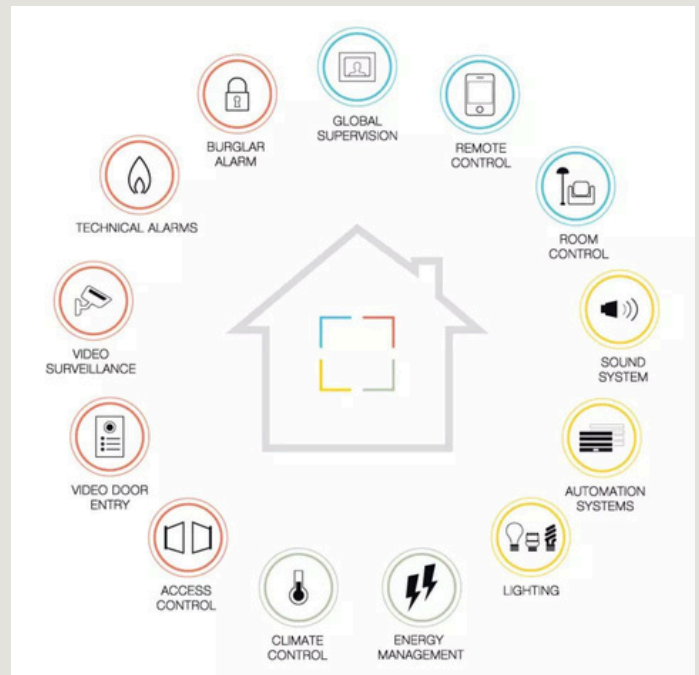 GLOBAL
SUPERVISION
REMOTE
CONTROL
ROOM
CONTROL
SOUND
SYSTEM
AUTOMATION
SYSTEMS
LIGHTING
ENERGY
MANAGEMENT
CLIMATE
CONTROL
ACCESS
CONTROL
VIDEO DOOR
ENTRY
VIDEO
SURVEILLANCE
TECHNICAL ALARMS
BURGLAR
ALARM